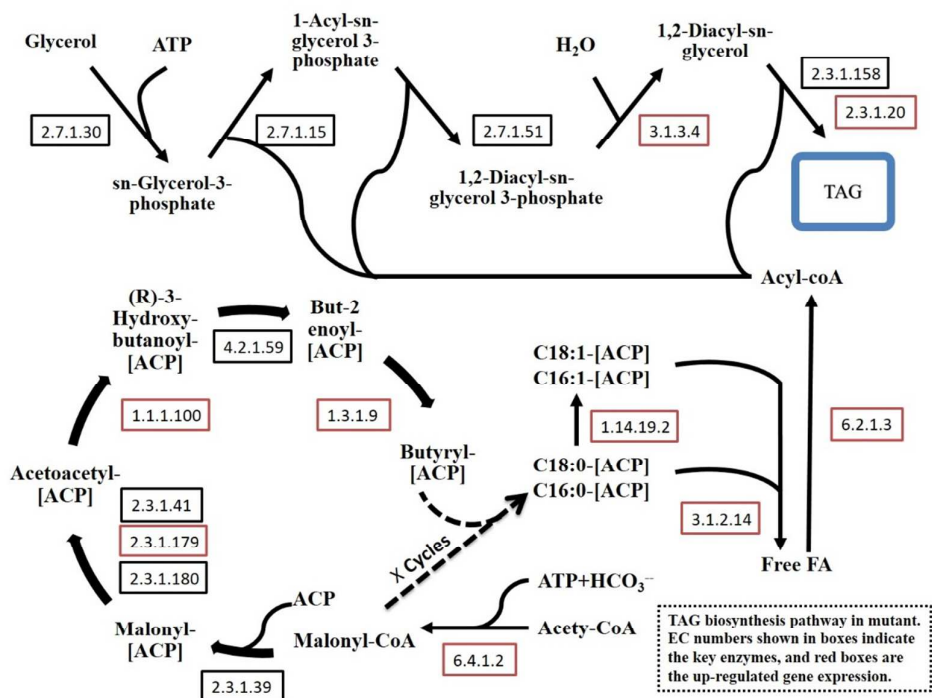 Glycerol
ATP
1-Acyl-sn-
glycerol 3-
phosphate
H₂O
1,2-Diacyl-sn-
glycerol
2.3.1.158
2.3.1.20
2.7.1.30
2.7.1.15
2.7.1.51
3.1.3.4
sn-Glycerol-3-
phosphate
1,2-Diacyl-sn-
glycerol 3-phosphate
TAG
Acyl-coA
(R)-3-
Hydroxy-
butanoyl-
[ACP]
But-2
enoyl-
[ACP]
4.2.1.59
1.1.1.100
1.3.1.9
C18:1-[ACP]
C16:1-[ACP]
1.14.19.2
6.2.1.3
Butyryl-
[ACP]
C18:0-[ACP]
C16:0-[ACP]
Acetoacetyl-
[ACP]
2.3.1.41
2.3.1.179
2.3.1.180
3.1.2.14
Free FA
X Cycles
ATP+HCO₃⁻
ACP
Malonyl-
[ACP]
Malonyl-CoA
Acety-CoA
2.3.1.39
6.4.1.2
TAG biosynthesis pathway in mutant.
EC numbers shown in boxes indicate
the key enzymes, and red boxes are
the up-regulated gene expression.